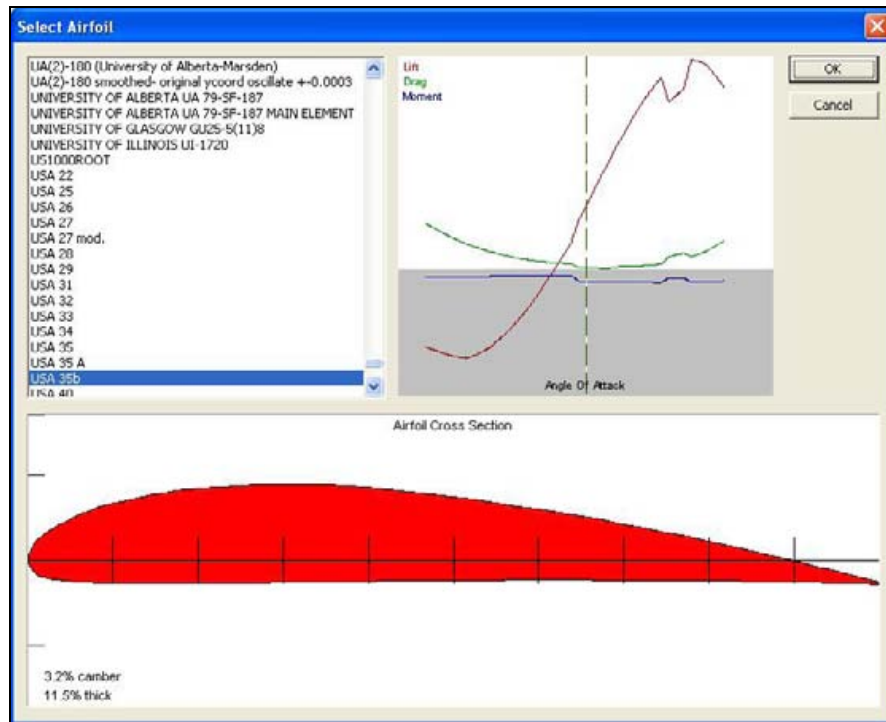 Select Airfoil
UA(2)-180 (University of Alberta-Marsden)
UA(2)-180 smoothed- original ycoord oscillate +-0.0003
UNIVERSITY OF ALBERTA UA 79-SF-187
UNIVERSITY OF ALBERTA UA 79-SF-187 MAIN ELEMENT
UNIVERSITY OF GLASGOW GU25-5(11)8
UNIVERSITY OF ILLINOIS UI-1720
US1000ROOT
USA 22
USA 25
USA 26
USA 27
USA 27 mod.
USA 28
USA 29
USA 31
USA 32
USA 33
USA 34
USA 35
USA 35 A
USA 35b
USA 40
Lift
Drag
Moment
Angle Of Attack
OK
Cancel
Airfoil Cross Section
3.2% camber
11.5% thick